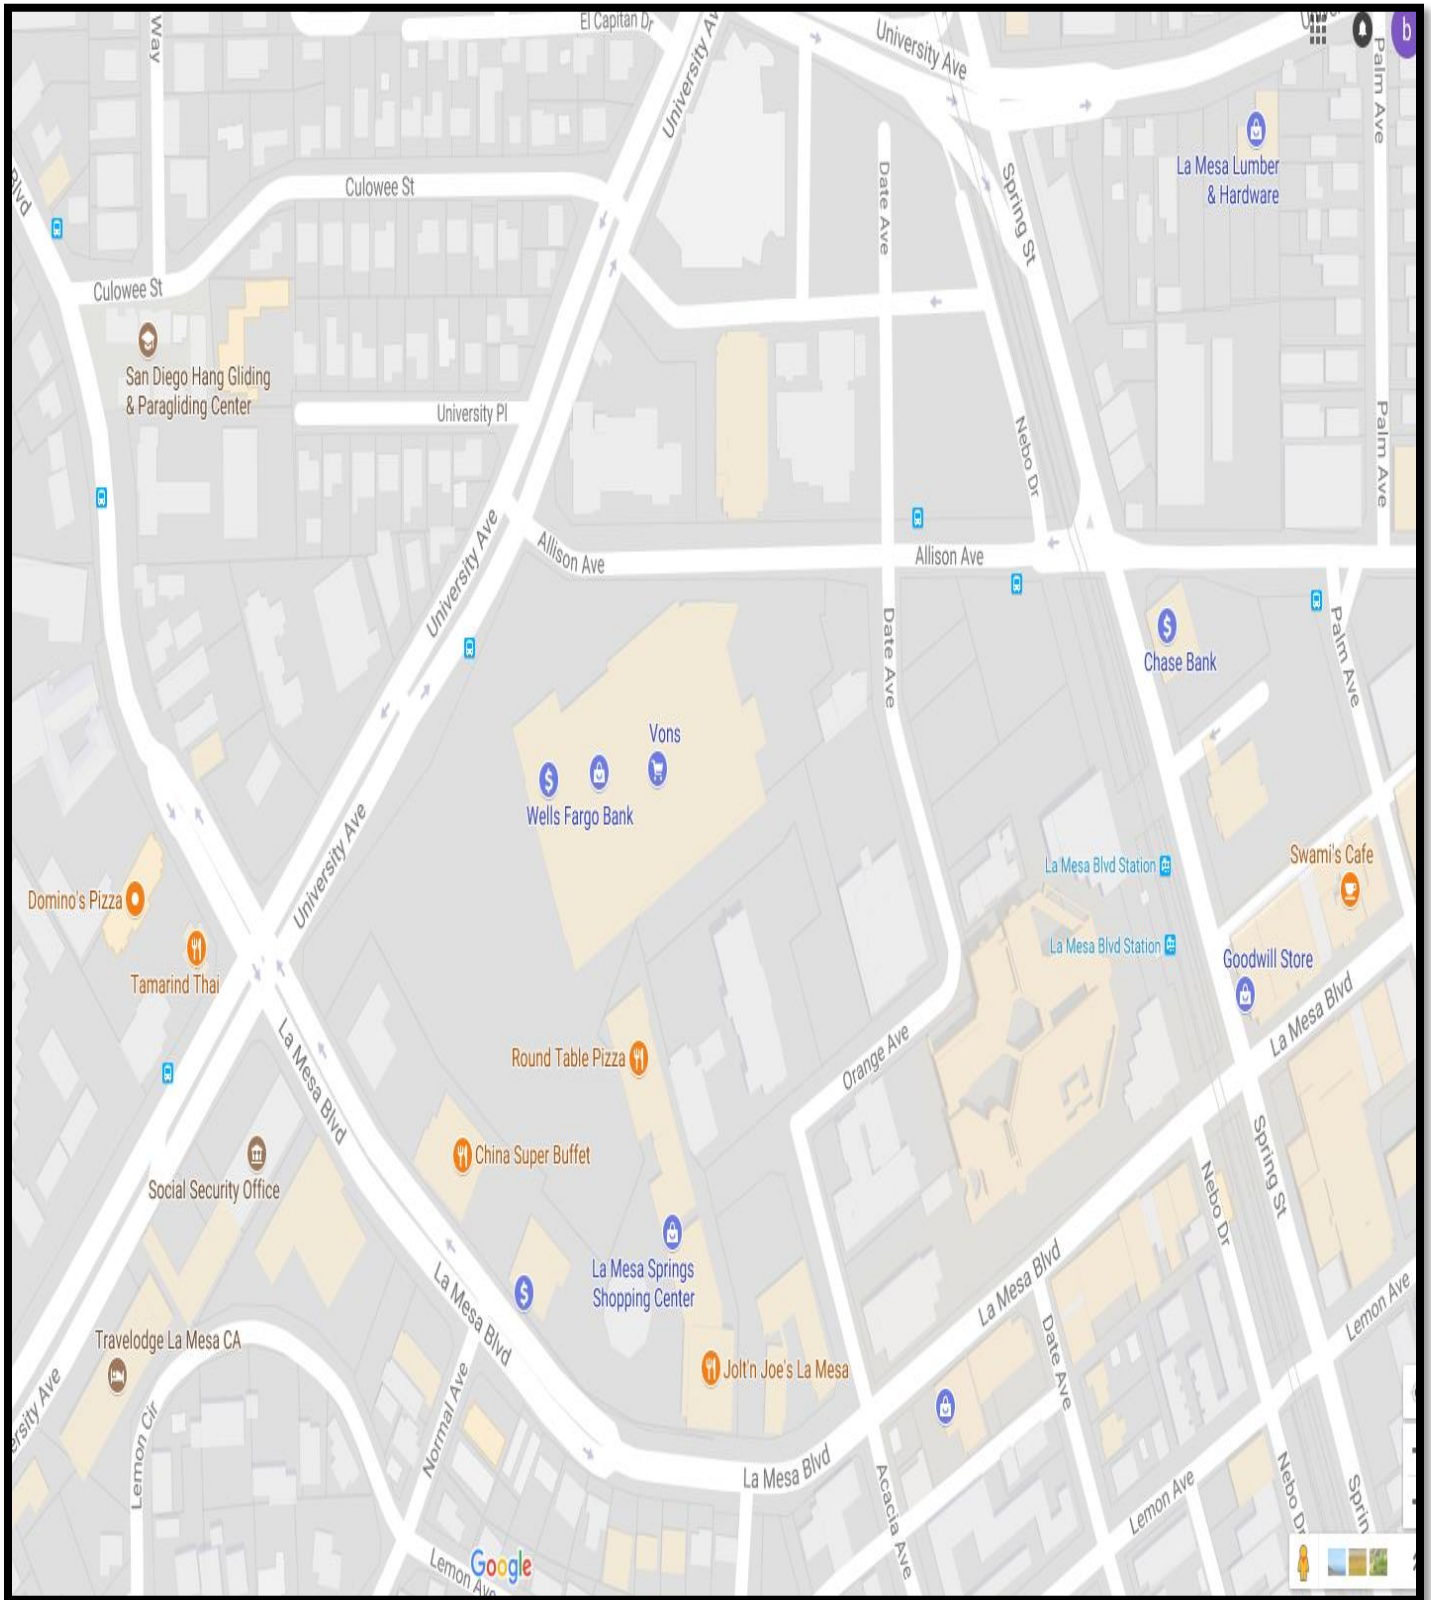 El Capitan Dr
University Ave
University Ave
Way
b
Palm Ave
La Mesa Lumber
& Hardware
Blvd
Culowee St
Date Ave
Spring St
Culowee St
San Diego Hang Gliding
& Paragliding Center
University Pl
Nebo Dr
Palm Ave
University Ave
Allison Ave
Allison Ave
Date Ave
Palm Ave
Chase Bank
Vons
Wells Fargo Bank
University Ave
La Mesa Blvd Station
Swami's Cafe
Domino's Pizza
La Mesa Blvd Station
Goodwill Store
Tamarind Thai
La Mesa Blvd
Orange Ave
Round Table Pizza
La Mesa Blvd
China Super Buffet
Social Security Office
Spring St
Nebo Dr
La Mesa Springs
Shopping Center
La Mesa Blvd
La Mesa Blvd
Lemon Ave
Travelodge La Mesa CA
Jolt'n Joe's La Mesa
Date Ave
ersity Ave
Normal Ave
Lemon Cir
La Mesa Blvd
Acacia Ave
Lemon Ave
Nebo Dr
Sprin
Lemon Ave
Google